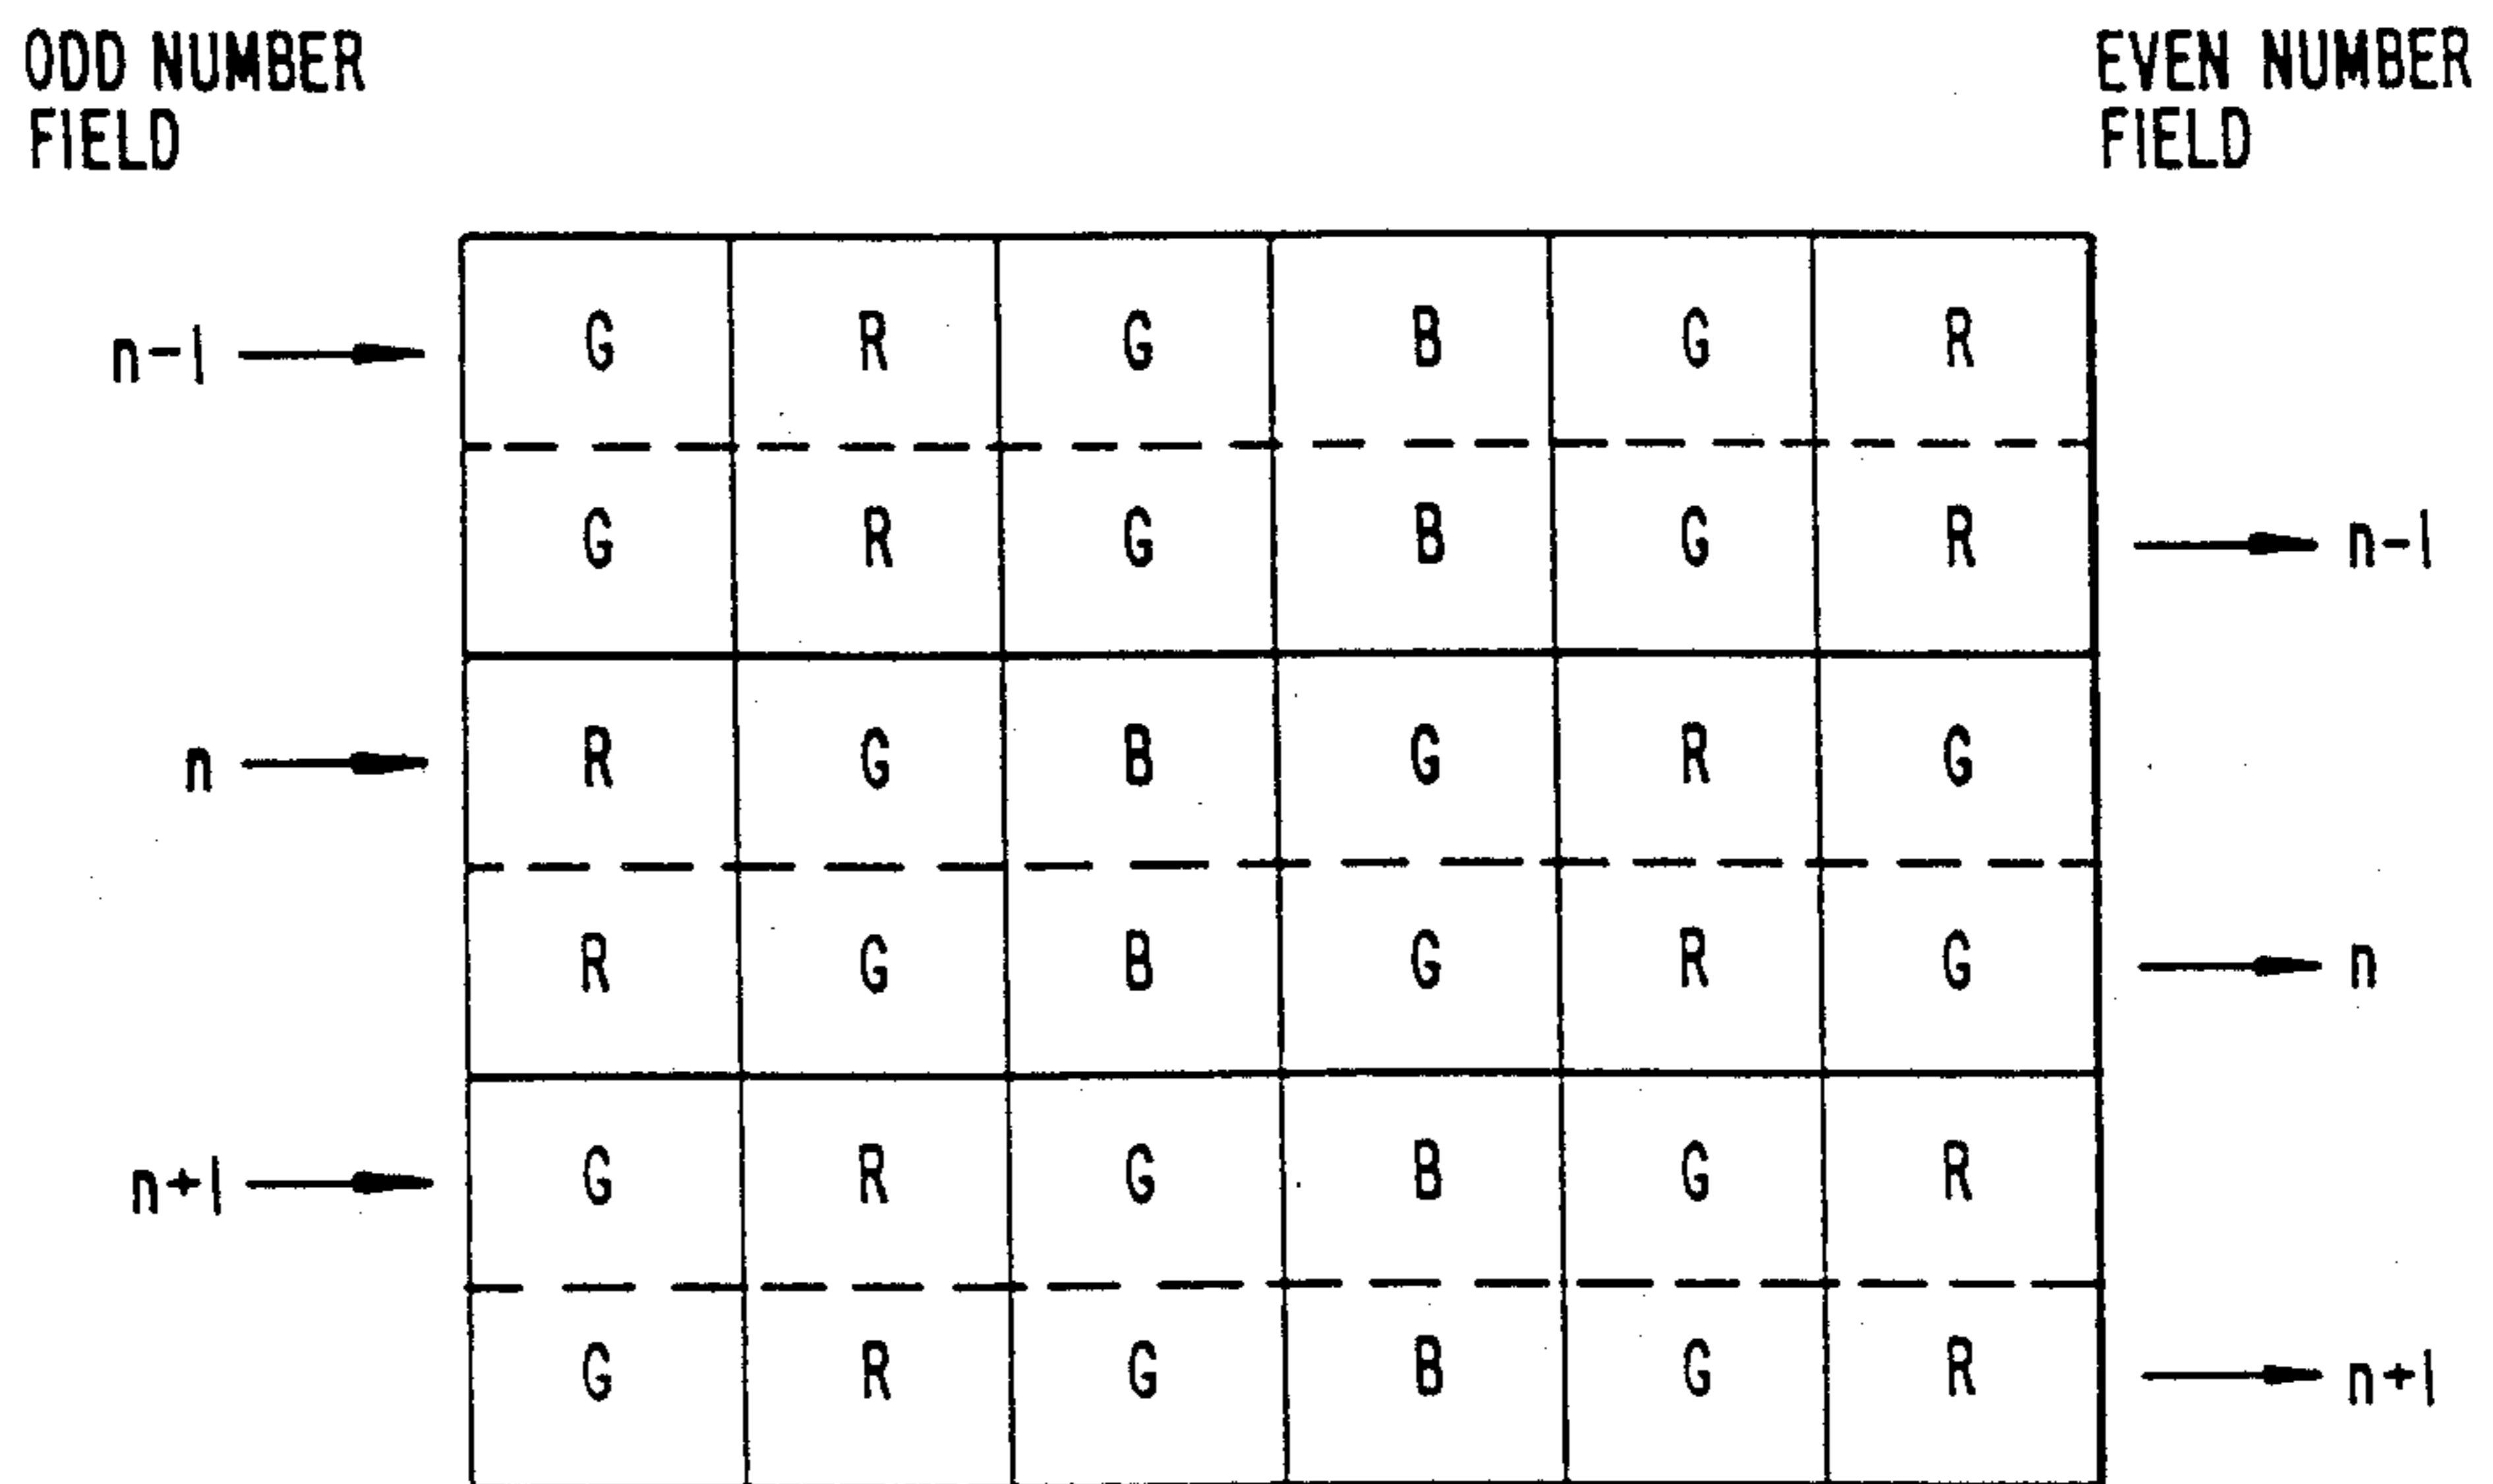 ODD NUMBER
FIELD
EVEN NUMBER
FIELD
n-1 G R G B G R
G R G B G R n-1
n R G B G R G
R G B G R G n
n+1 G R G B G R
G R G B G R n+1